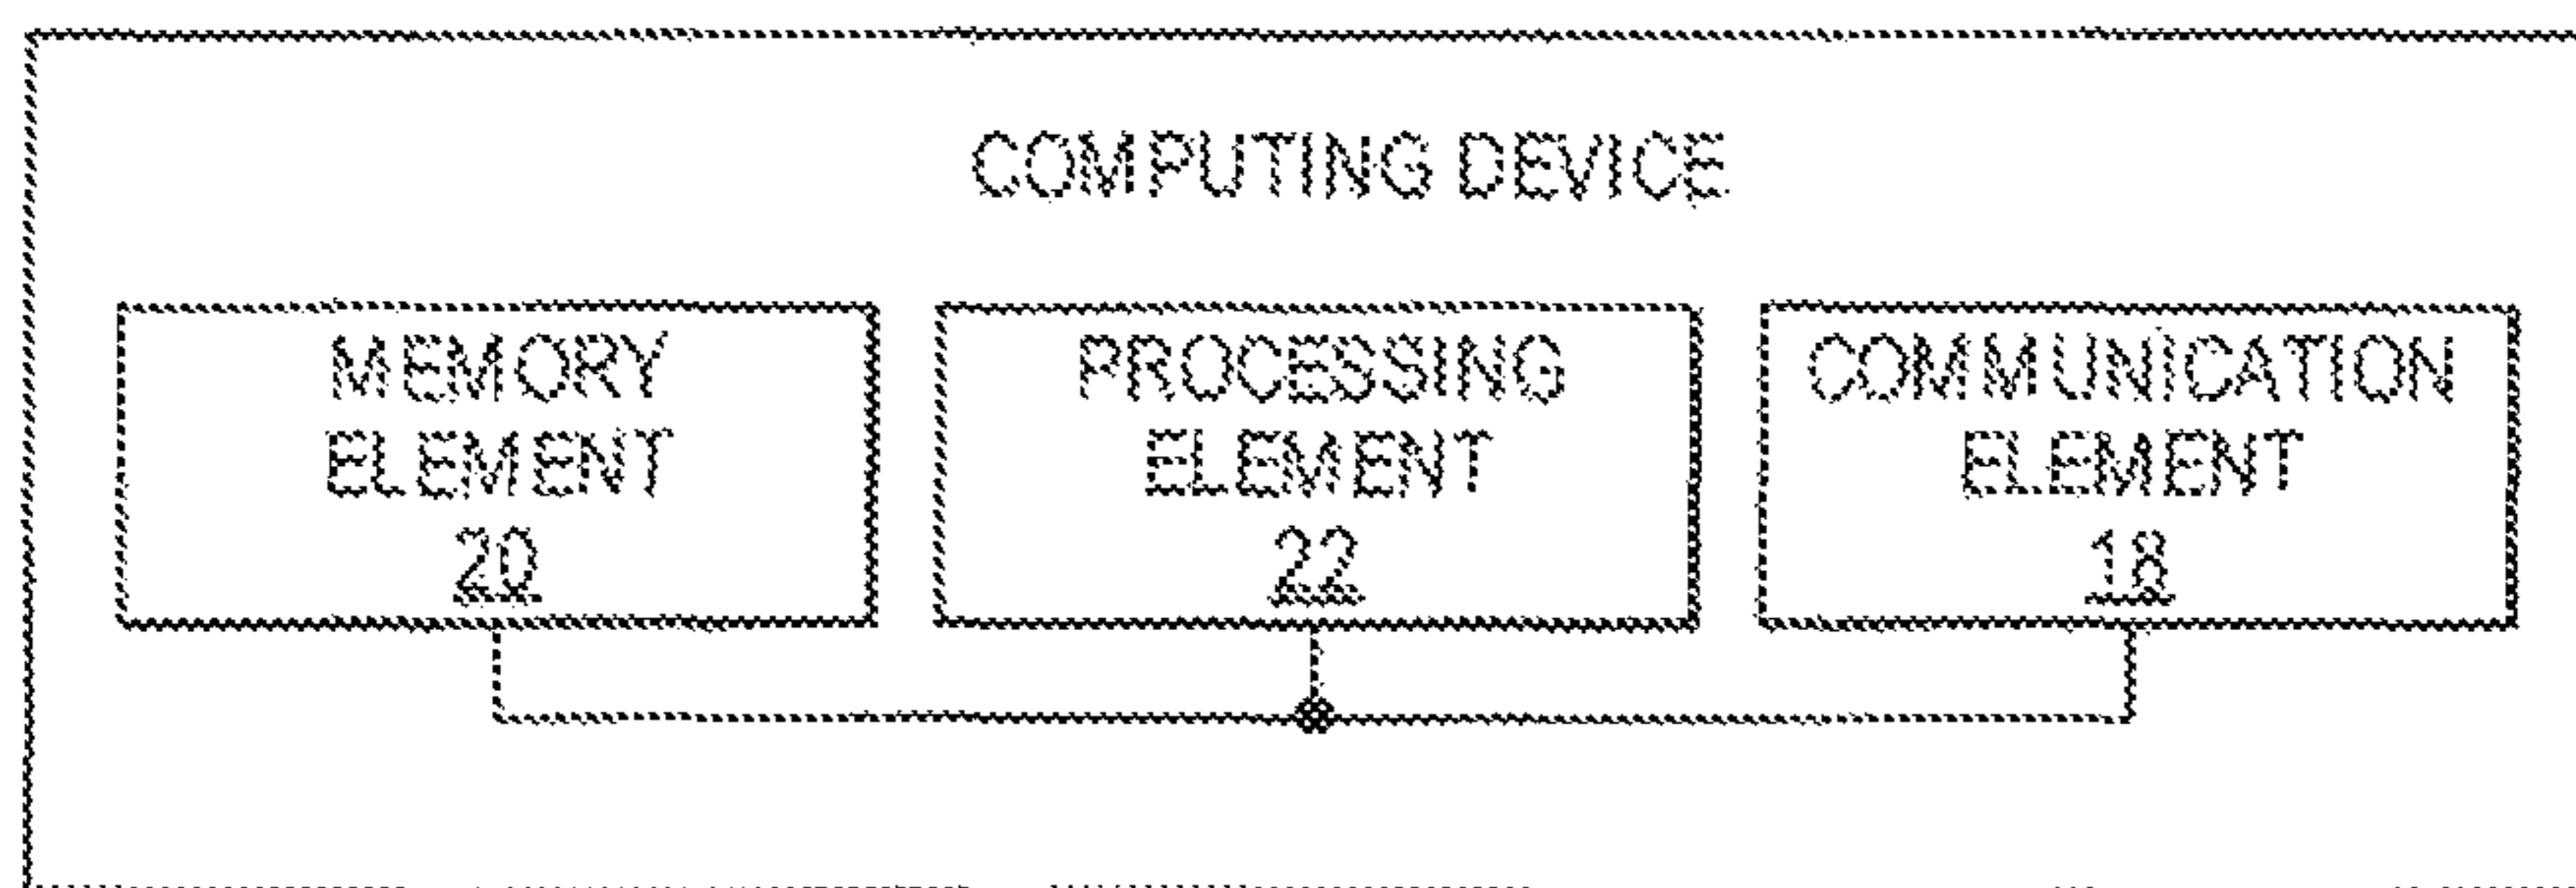 COMPUTING DEVICE
MEMORY
ELEMENT
20
PROCESSING
ELEMENT
22
COMMUNICATION
ELEMENT
18